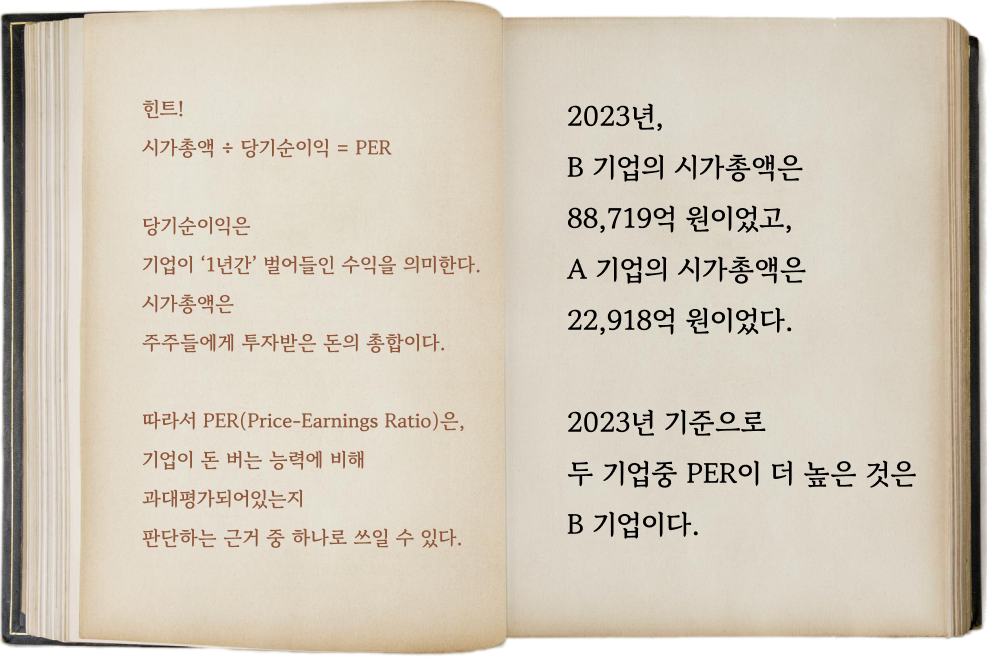 힌트!
시가총액 ÷ 당기순이익 = PER
당기순이익은
기업이 ‘1년간’ 벌어들인 수익을 의미한다.
시가총액은
주주들에게 투자받은 돈의 총합이다.
따라서 PER(Price-Earnings Ratio)은,
기업이 돈 버는 능력에 비해
과대평가되어있는지
판단하는 근거 중 하나로 쓰일 수 있다.
2023년,
B 기업의 시가총액은
88,719억 원이었고,
A 기업의 시가총액은
22,918억 원이었다.
2023년 기준으로
두 기업중 PER이 더 높은 것은
B 기업이다.